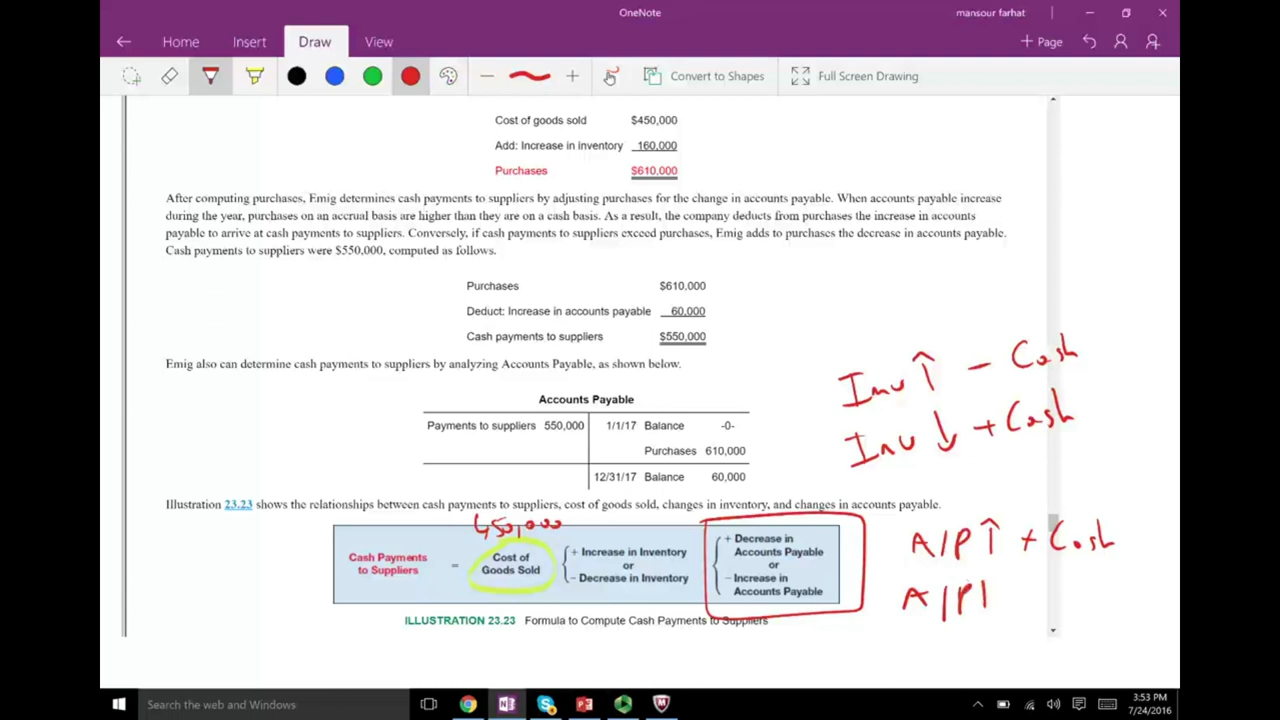 OneNote
mansour farhat
Home Insert Draw View
Page
Convert to Shapes
Full Screen Drawing
Cost of goods sold $450,000
Add: Increase in inventory 160,000
Purchases $610,000
After computing purchases, Emig determines cash payments to suppliers by adjusting purchases for the change in accounts payable. When accounts payable increase
during the year, purchases on an accrual basis are higher than they are on a cash basis. As a result, the company deducts from purchases the increase in accounts
payable to arrive at cash payments to suppliers. Conversely, if cash payments to suppliers exceed purchases, Emig adds to purchases the decrease in accounts payable.
Cash payments to suppliers were $550,000, computed as follows.
Purchases $610,000
Deduct: Increase in accounts payable 60,000
Cash payments to suppliers $550,000
Emig also can determine cash payments to suppliers by analyzing Accounts Payable, as shown below.
Accounts Payable
Payments to suppliers 550,000 1/1/17 Balance -0-
Purchases 610,000
12/31/17 Balance 60,000
Inv ↑ − Cash
Inv ↓ + Cash
Illustration 23.23 shows the relationships between cash payments to suppliers, cost of goods sold, changes in inventory, and changes in accounts payable.
450,000
Cash Payments
to Suppliers
=
Cost of
Goods Sold
+ Increase in Inventory
or
- Decrease in Inventory
+ Decrease in
Accounts Payable
or
- Increase in
Accounts Payable
A/P ↑ + Cash
A/P |
ILLUSTRATION 23.23 Formula to Compute Cash Payments to Suppliers
Search the web and Windows
3:53 PM
7/24/2016